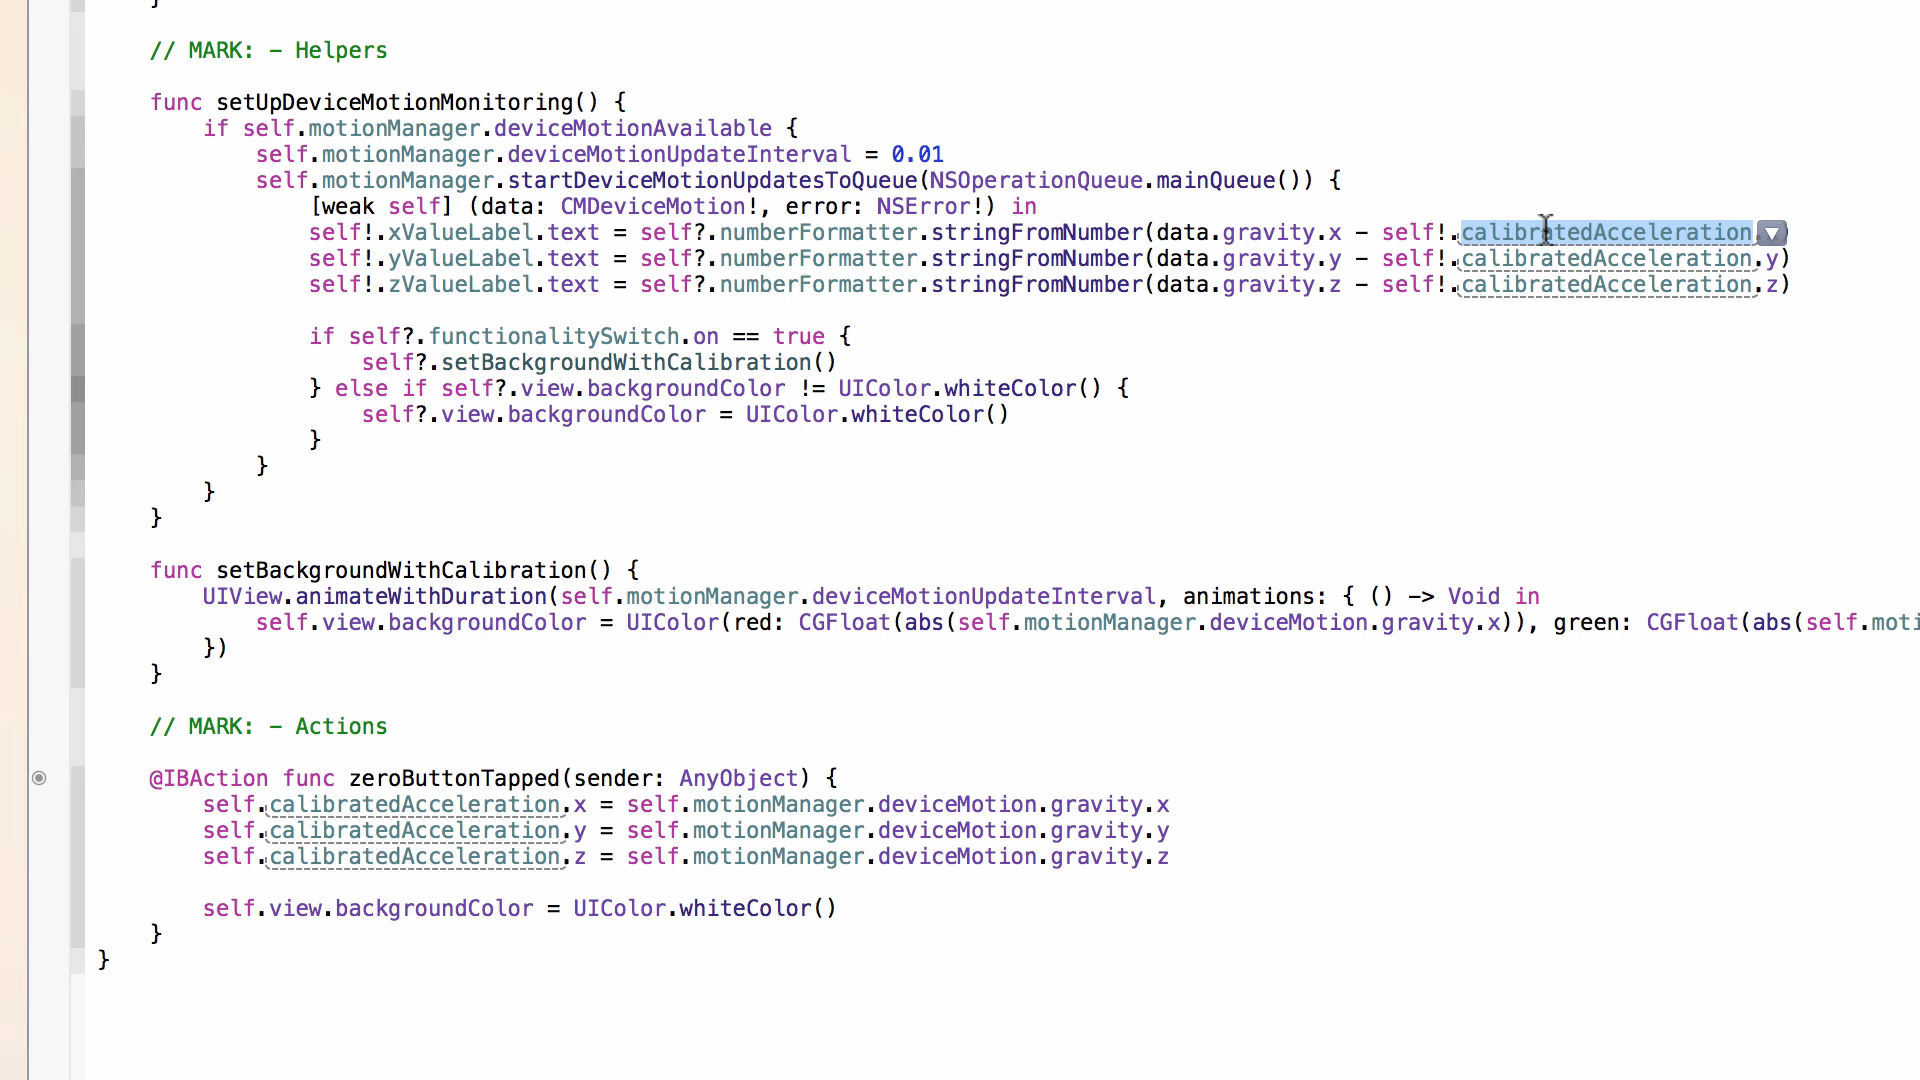 }
// MARK: - Helpers
func setUpDeviceMotionMonitoring() {
if self.motionManager.deviceMotionAvailable {
self.motionManager.deviceMotionUpdateInterval = 0.01
self.motionManager.startDeviceMotionUpdatesToQueue(NSOperationQueue.mainQueue()) {
[weak self] (data: CMDeviceMotion!, error: NSError!) in
self!.xValueLabel.text = self?.numberFormatter.stringFromNumber(data.gravity.x - self!.calibratedAcceleration.
self!.yValueLabel.text = self?.numberFormatter.stringFromNumber(data.gravity.y - self!.calibratedAcceleration.y)
self!.zValueLabel.text = self?.numberFormatter.stringFromNumber(data.gravity.z - self!.calibratedAcceleration.z)
if self?.functionalitySwitch.on == true {
self?.setBackgroundWithCalibration()
} else if self?.view.backgroundColor != UIColor.whiteColor() {
self?.view.backgroundColor = UIColor.whiteColor()
}
}
}
}
func setBackgroundWithCalibration() {
UIView.animateWithDuration(self.motionManager.deviceMotionUpdateInterval, animations: { () -> Void in
self.view.backgroundColor = UIColor(red: CGFloat(abs(self.motionManager.deviceMotion.gravity.x)), green: CGFloat(abs(self.moti
})
}
// MARK: - Actions
@IBAction func zeroButtonTapped(sender: AnyObject) {
self.calibratedAcceleration.x = self.motionManager.deviceMotion.gravity.x
self.calibratedAcceleration.y = self.motionManager.deviceMotion.gravity.y
self.calibratedAcceleration.z = self.motionManager.deviceMotion.gravity.z
self.view.backgroundColor = UIColor.whiteColor()
}
}